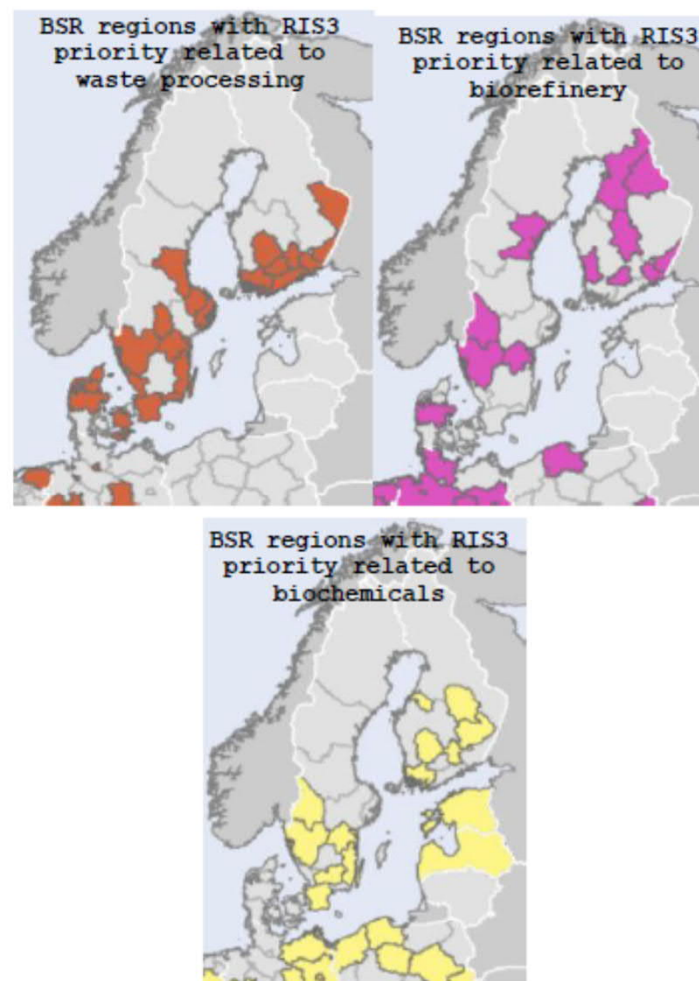 BSR regions with RIS3
priority related to
waste processing
BSR regions with RIS3
priority related to
biorefinery
BSR regions with RIS3
priority related to
biochemicals